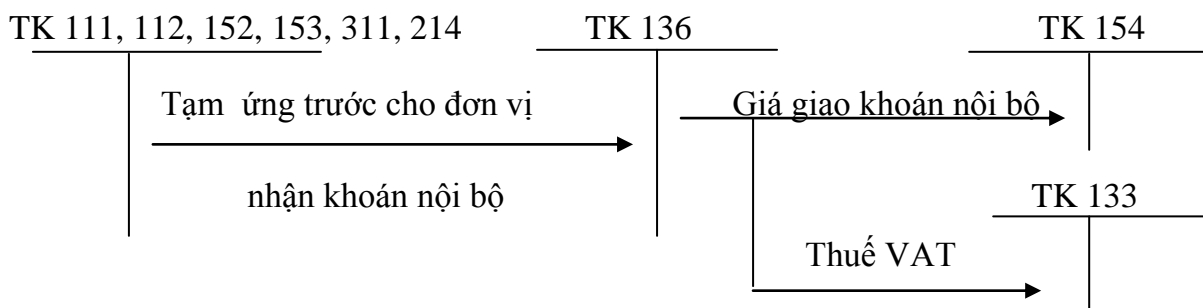 TK 111, 112, 152, 153, 311, 214
TK 136
TK 154
Tạm ứng trước cho đơn vị
nhận khoán nội bộ
Giá giao khoán nội bộ
TK 133
Thuế VAT